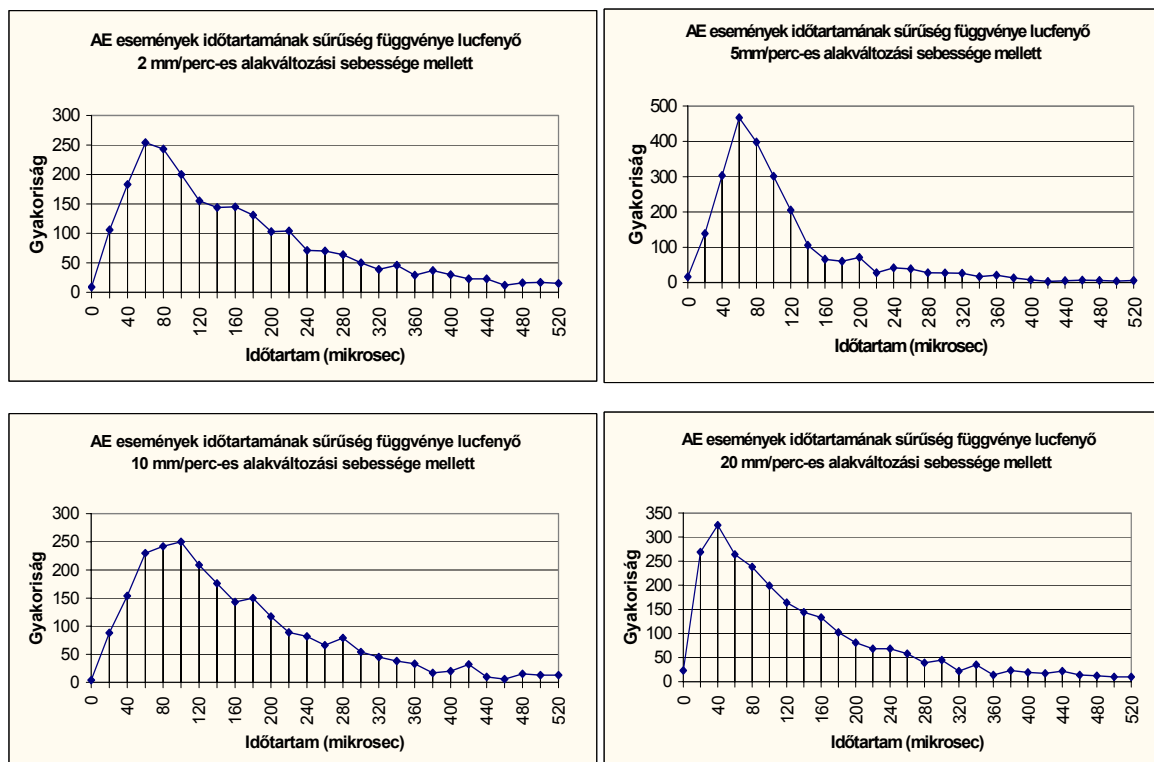 AE események időtartamának sűrűség függvénye lucfenyő
2 mm/perc-es alakváltozási sebessége mellett
Gyakoriság
300
250
200
150
100
50
0
0 40 80 120 160 200 240 280 320 360 400 440 480 520
Időtartam (mikrosec)
AE események időtartamának sűrűség függvénye lucfenyő
5mm/perc-es alakváltozási sebessége mellett
Gyakoriság
500
400
300
200
100
0
0 40 80 120 160 200 240 280 320 360 400 440 480 520
Időtartam (mikrosec)
AE események időtartamának sűrűség függvénye lucfenyő
10 mm/perc-es alakváltozási sebessége mellett
Gyakoriság
300
250
200
150
100
50
0
0 40 80 120 160 200 240 280 320 360 400 440 480 520
Időtartam (mikrosec)
AE események időtartamának sűrűség függvénye lucfenyő
20 mm/perc-es alakváltozási sebessége mellett
Gyakoriság
350
300
250
200
150
100
50
0
0 40 80 120 160 200 240 280 320 360 400 440 480 520
Időtartam (mikrosec)